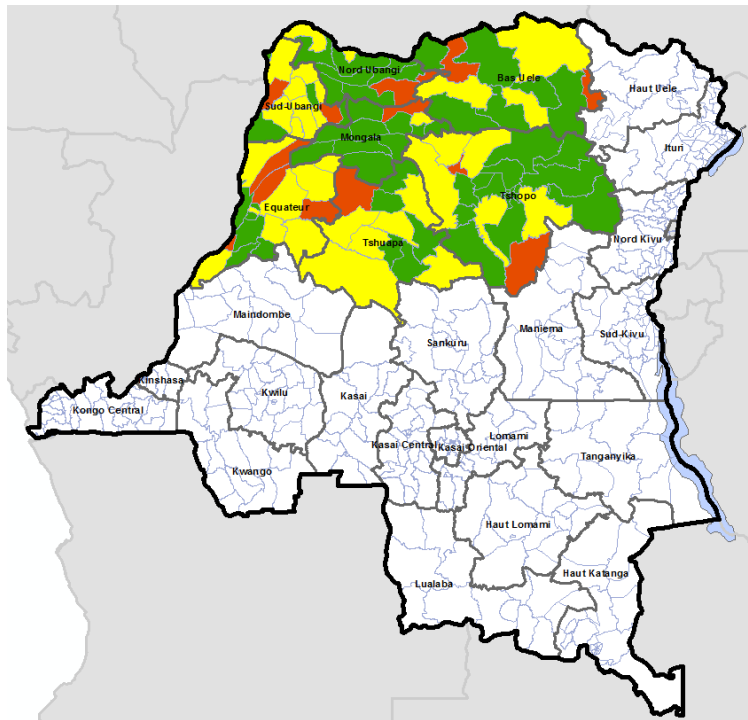 Nord Ubangi
Bas Uele
Haut Uele
Sud-Ubangi
Mongala
Ituri
Tshopo
Equateur
Tshuapa
Nord Kivu
Maindombe
Maniema
Sud-Kivu
Sankuru
Kinshasa
Kwilu
Kasai
Kongo Central
Kasai Central
Lomami
Kasai Oriental
Tanganyika
Kwango
Haut Lomami
Haut Katanga
Lualaba